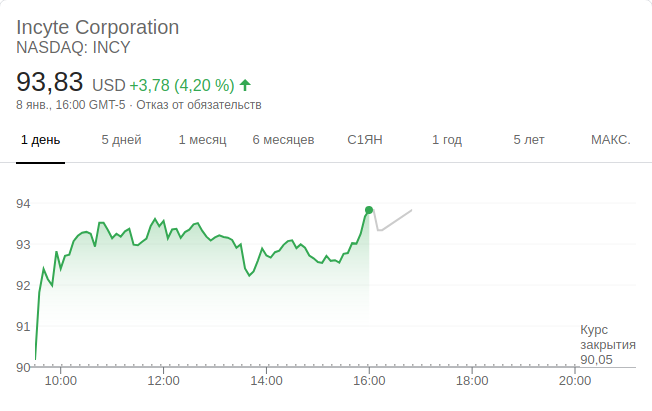 Incyte Corporation
NASDAQ: INCY
93,83 USD +3,78 (4,20 %)
8 янв., 16:00 GMT-5 · Отказ от обязательств
1 день 5 дней 1 месяц 6 месяцев С1ЯН 1 год 5 лет МАКС.
94
93
92
91
90
Курс
закрытия
90,05
10:00 12:00 14:00 16:00 18:00 20:00